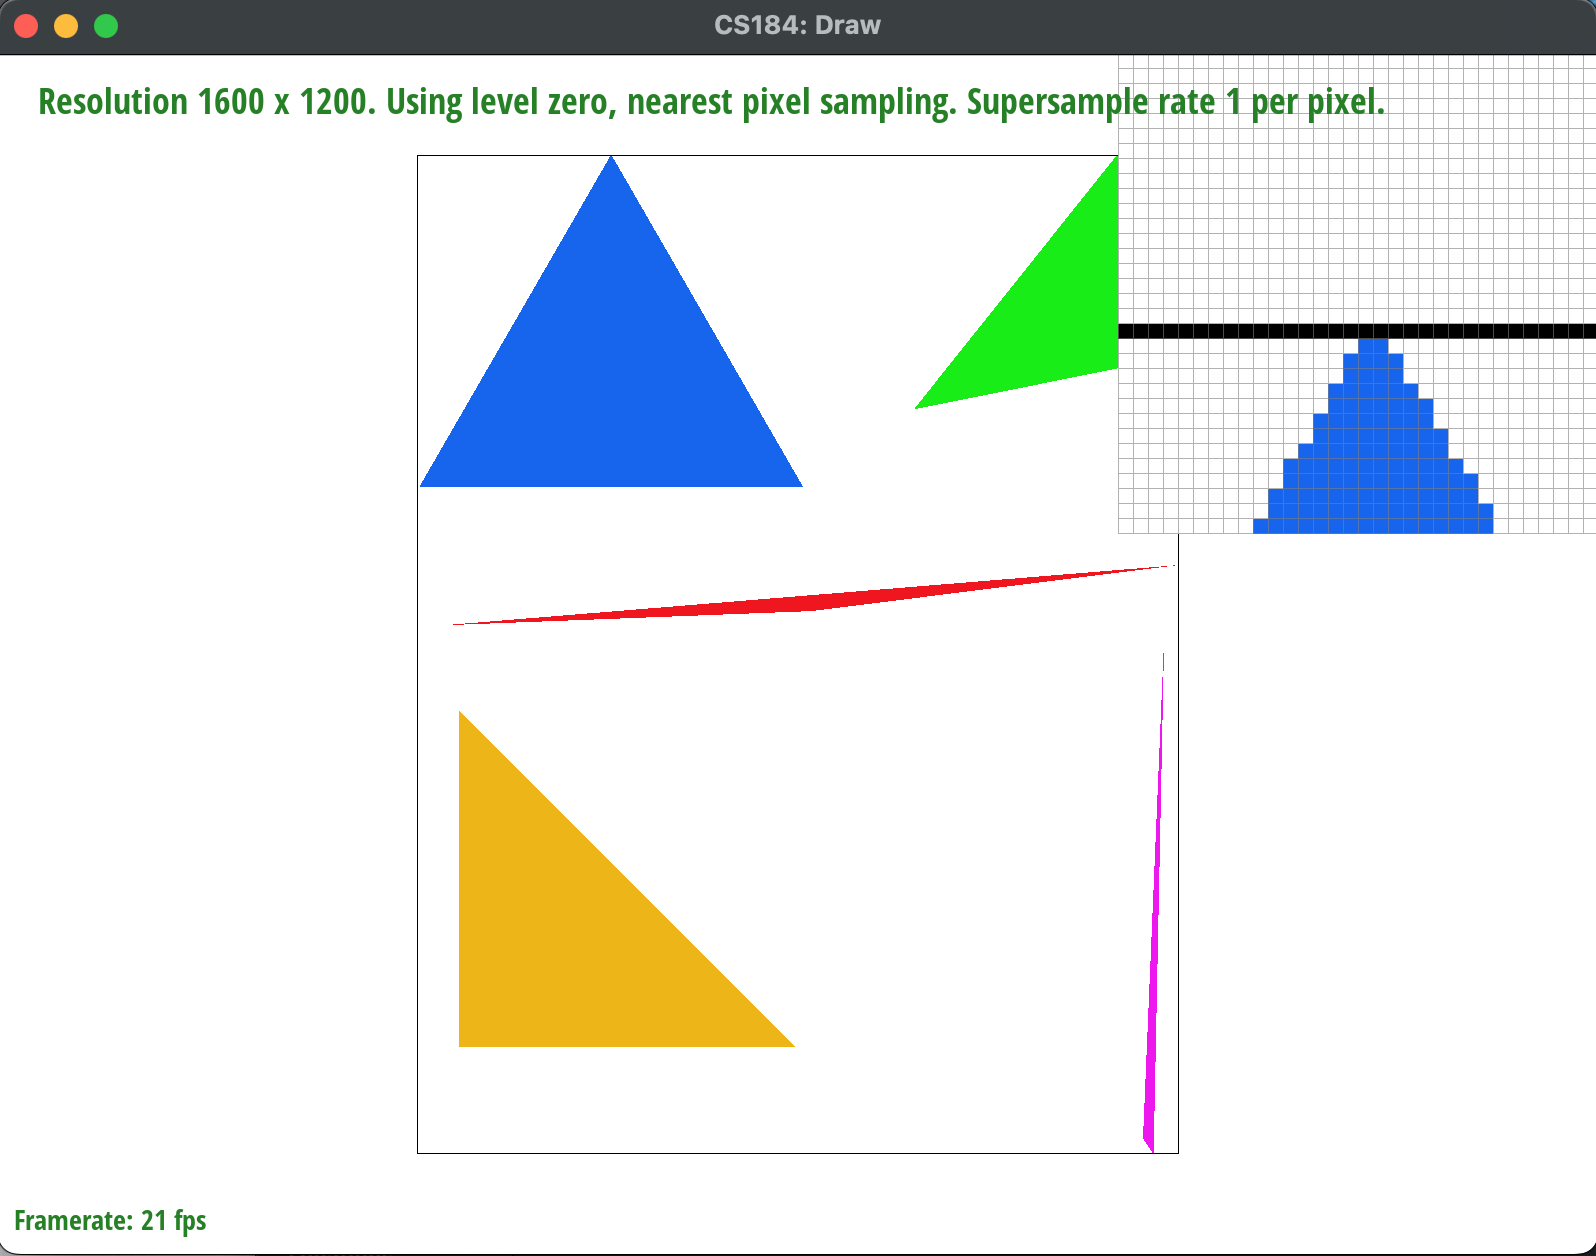 CS184: Draw
Resolution 1600 x 1200. Using level zero, nearest pixel sampling. Supersample rate 1 per pixel.
Framerate: 21 fps